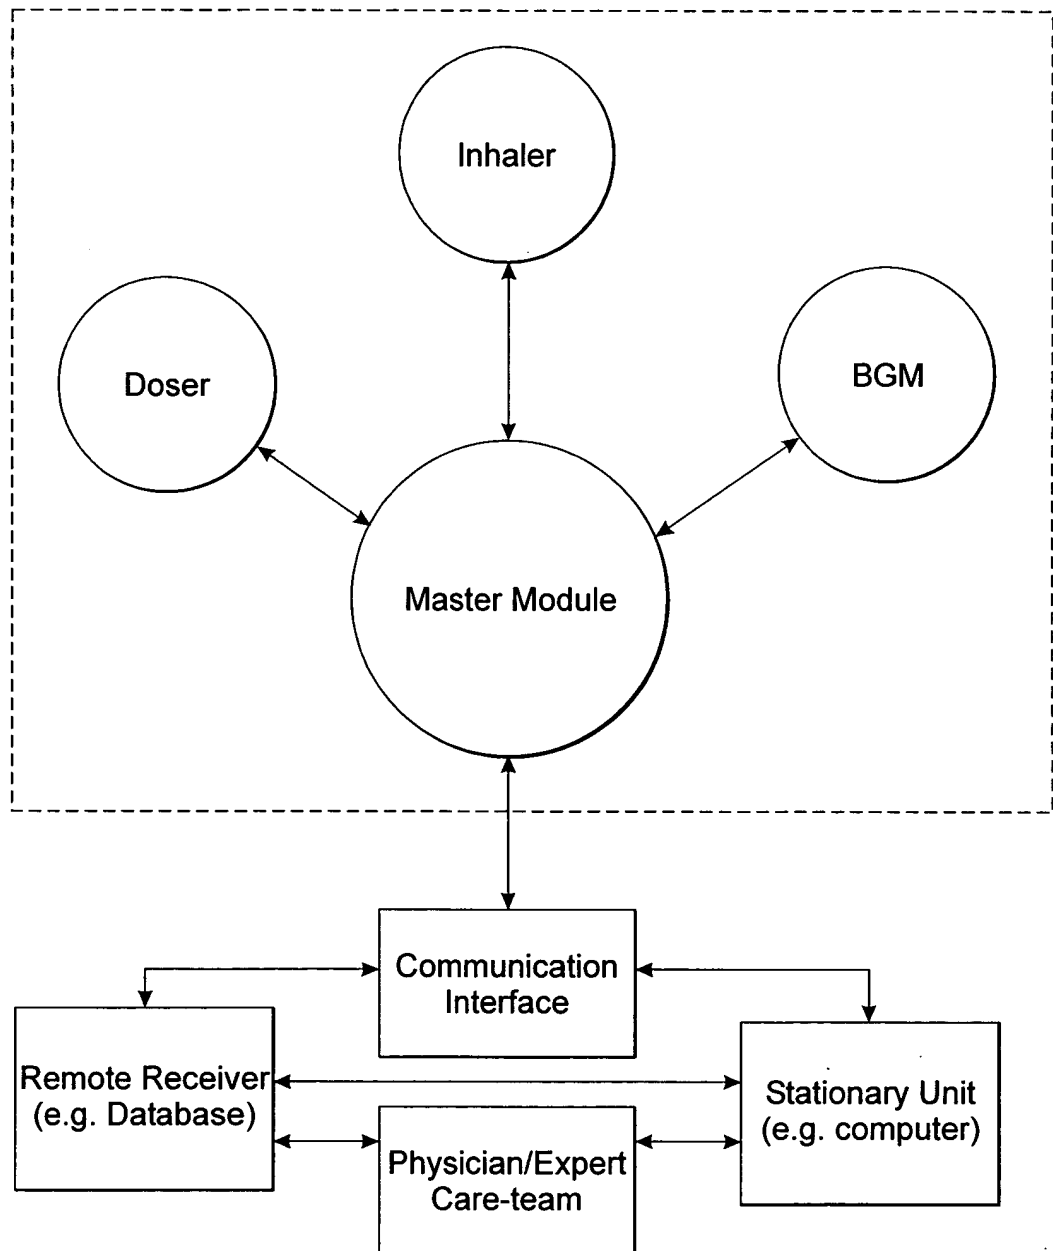 Inhaler
Doser
BGM
Master Module
Communication
Interface
Remote Receiver
(e.g. Database)
Stationary Unit
(e.g. computer)
Physician/Expert
Care-team